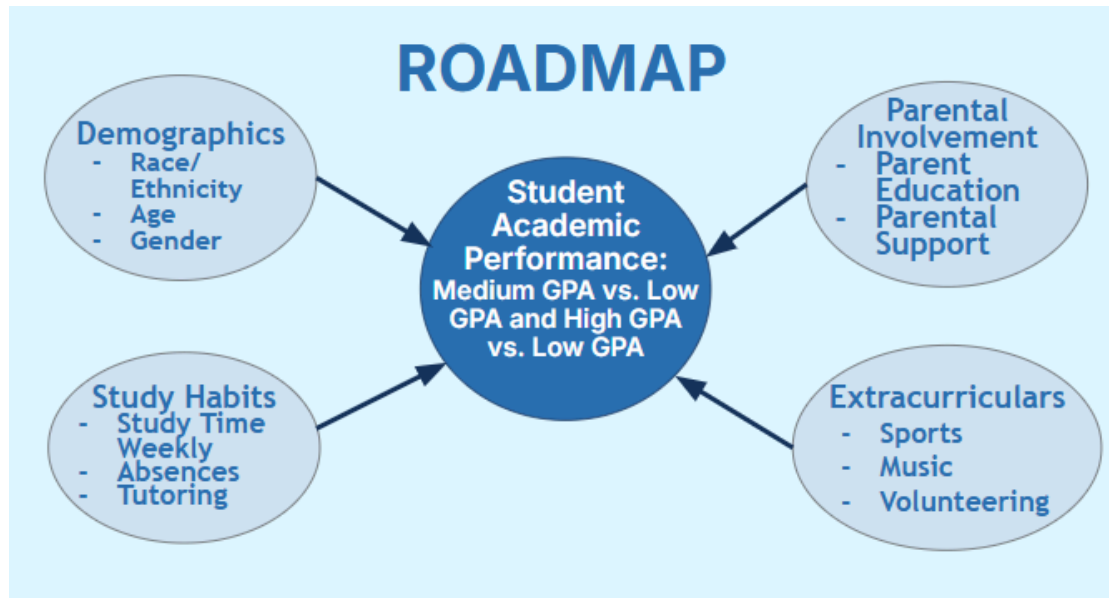 ROADMAP
Demographics
- Race/
Ethnicity
- Age
- Gender
Parental
Involvement
- Parent
Education
- Parental
Support
Student
Academic
Performance:
Medium GPA vs. Low
GPA and High GPA
vs. Low GPA
Study Habits
- Study Time
Weekly
- Absences
- Tutoring
Extracurriculars
- Sports
- Music
- Volunteering